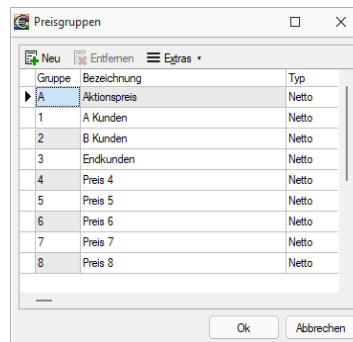 Preisgruppen
Neu Entfernen Extras
Gruppe Bezeichnung Typ
A Aktionspreis Netto
1 A Kunden Netto
2 B Kunden Netto
3 Endkunden Netto
4 Preis 4 Netto
5 Preis 5 Netto
6 Preis 6 Netto
7 Preis 7 Netto
8 Preis 8 Netto
Ok Abbrechen